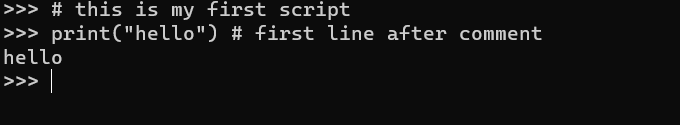 >>> # this is my first script
>>> print("hello") # first line after comment
hello
>>>